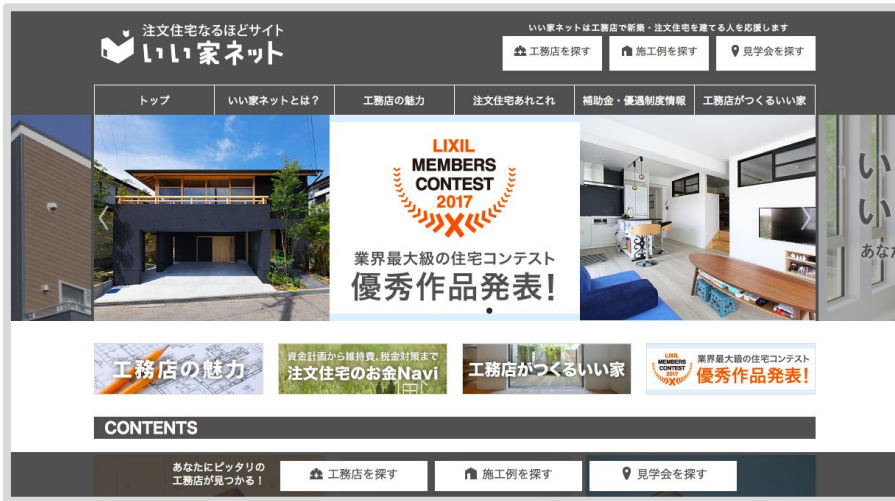 注文住宅なるほどサイト
いい家ネット
いい家ネットは工務店で新築・注文住宅を建てる人を応援します
工務店を探す
施工例を探す
見学会を探す
トップ
いい家ネットとは？
工務店の魅力
注文住宅あれこれ
補助金・優遇制度情報
工務店がつくるいい家
LIXIL
MEMBERS
CONTEST
2017
業界最大級の住宅コンテスト
優秀作品発表!
い
い
あな
工務店の魅力
資金計画から維持費、税金対策まで
注文住宅のお金Navi
工務店がつくるいい家
LIXIL
MEMBERS
CONTEST
2017
業界最大級の住宅コンテスト
優秀作品発表!
CONTENTS
あなたにピッタリの
工務店が見つかる！
工務店を探す
施工例を探す
見学会を探す